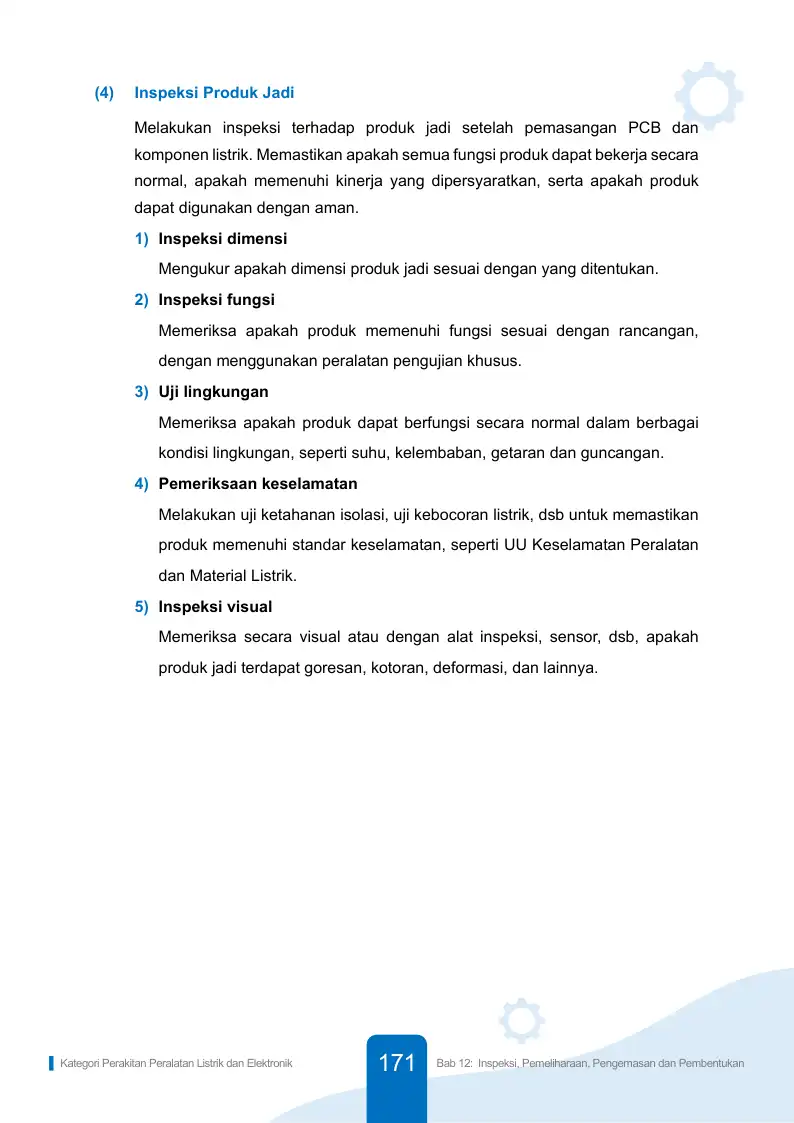 (4) Inspeksi Produk Jadi
Melakukan inspeksi terhadap produk jadi setelah pemasangan PCB dan
komponen listrik. Memastikan apakah semua fungsi produk dapat bekerja secara
normal, apakah memenuhi kinerja yang dipersyaratkan, serta apakah produk
dapat digunakan dengan aman.
1) Inspeksi dimensi
Mengukur apakah dimensi produk jadi sesuai dengan yang ditentukan.
2) Inspeksi fungsi
Memeriksa apakah produk memenuhi fungsi sesuai dengan rancangan,
dengan menggunakan peralatan pengujian khusus.
3) Uji lingkungan
Memeriksa apakah produk dapat berfungsi secara normal dalam berbagai
kondisi lingkungan, seperti suhu, kelembaban, getaran dan guncangan.
4) Pemeriksaan keselamatan
Melakukan uji ketahanan isolasi, uji kebocoran listrik, dsb untuk memastikan
produk memenuhi standar keselamatan, seperti UU Keselamatan Peralatan
dan Material Listrik.
5) Inspeksi visual
Memeriksa secara visual atau dengan alat inspeksi, sensor, dsb, apakah
produk jadi terdapat goresan, kotoran, deformasi, dan lainnya.
Kategori Perakitan Peralatan Listrik dan Elektronik
171
Bab 12: Inspeksi, Pemeliharaan, Pengemasan dan Pembentukan